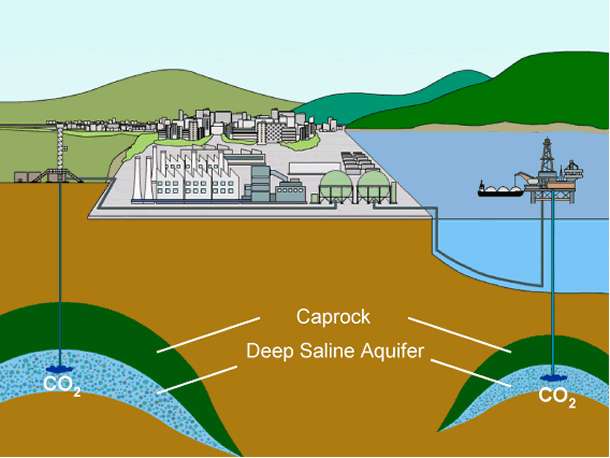 Caprock
Deep Saline Aquifer
CO₂
CO₂